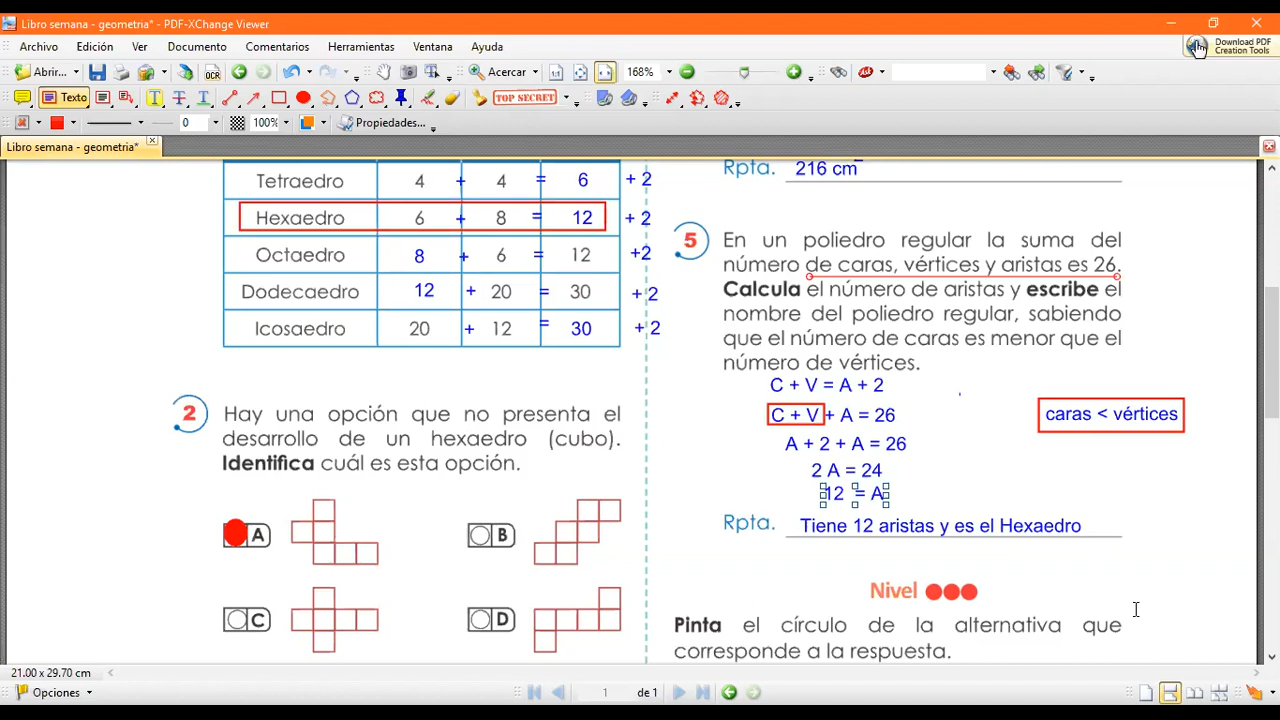 Libro semana - geometria* - PDF-XChange Viewer
Archivo Edición Ver Documento Comentarios Herramientas Ventana Ayuda
Download PDF
Creation Tools
Abrir... OCR Acercar 168%
Texto TOP SECRET
0 100% Propiedades...
Libro semana - geometria*
Tetraedro 4 + 4 = 6 + 2
Hexaedro 6 + 8 = 12 + 2
Octaedro 8 + 6 = 12 +2
Dodecaedro 12 + 20 = 30 + 2
Icosaedro 20 + 12 = 30 + 2
2 Hay una opción que no presenta el
desarrollo de un hexaedro (cubo).
Identifica cuál es esta opción.
A
B
C
D
Rpta. 216 cm
5 En un poliedro regular la suma del
número de caras, vértices y aristas es 26.
Calcula el número de aristas y escribe el
nombre del poliedro regular, sabiendo
que el número de caras es menor que el
número de vértices.
C + V = A + 2
C + V + A = 26
caras < vértices
A + 2 + A = 26
2 A = 24
12 = A
Rpta. Tiene 12 aristas y es el Hexaedro
Nivel
Pinta el círculo de la alternativa que
corresponde a la respuesta.
21.00 x 29.70 cm
Opciones 1 de 1